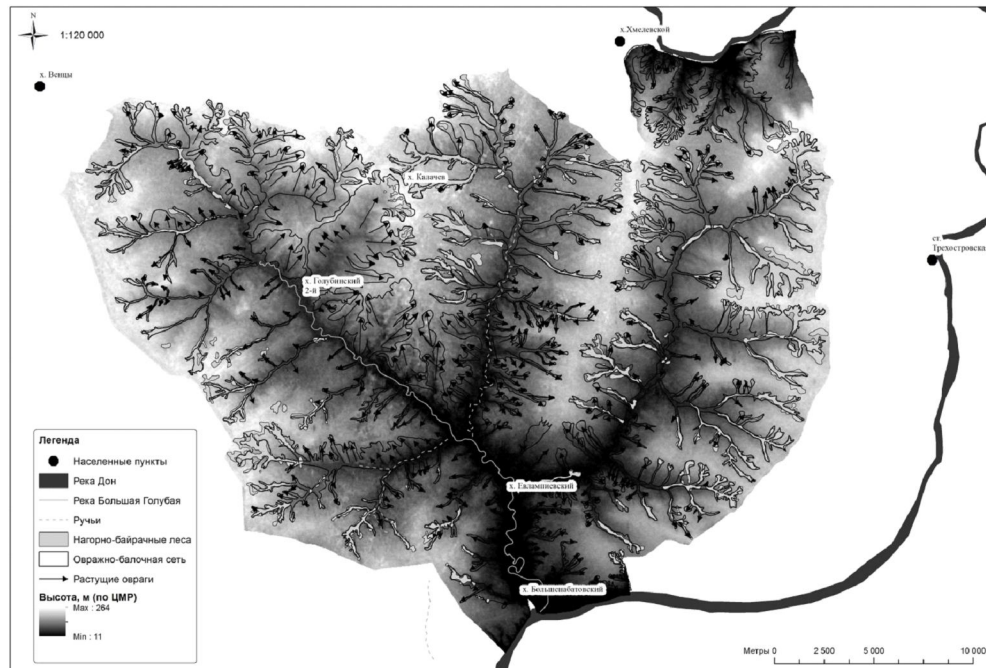 N
1:120 000
х. Венцы
х.Хмелевской
х. Калачев
ст.
Трехостровская
х. Голубинский
2-й
х. Евлампиевский
х. Большенабатовский
Легенда
Населенные пункты
Река Дон
Река Большая Голубая
Ручьи
Нагорно-байрачные леса
Овражно-балочная сеть
Растущие овраги
Высота, м (по ЦМР)
Max : 264
Min : 11
Метры 0 2 500 5 000 10 000